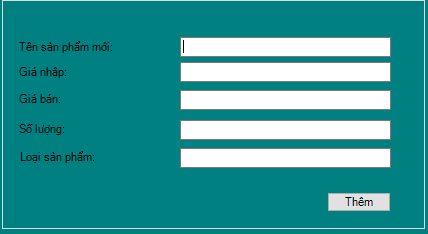 Tên sản phẩm mới:
Giá nhập:
Giá bán:
Số lượng:
Loại sản phẩm:
Thêm